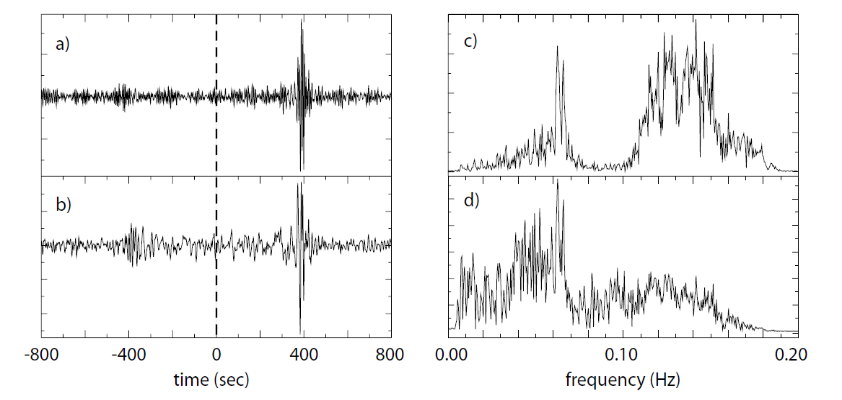 a)
b)
-800 -400 0 400 800
time (sec)
c)
d)
0.00 0.10 0.20
frequency (Hz)